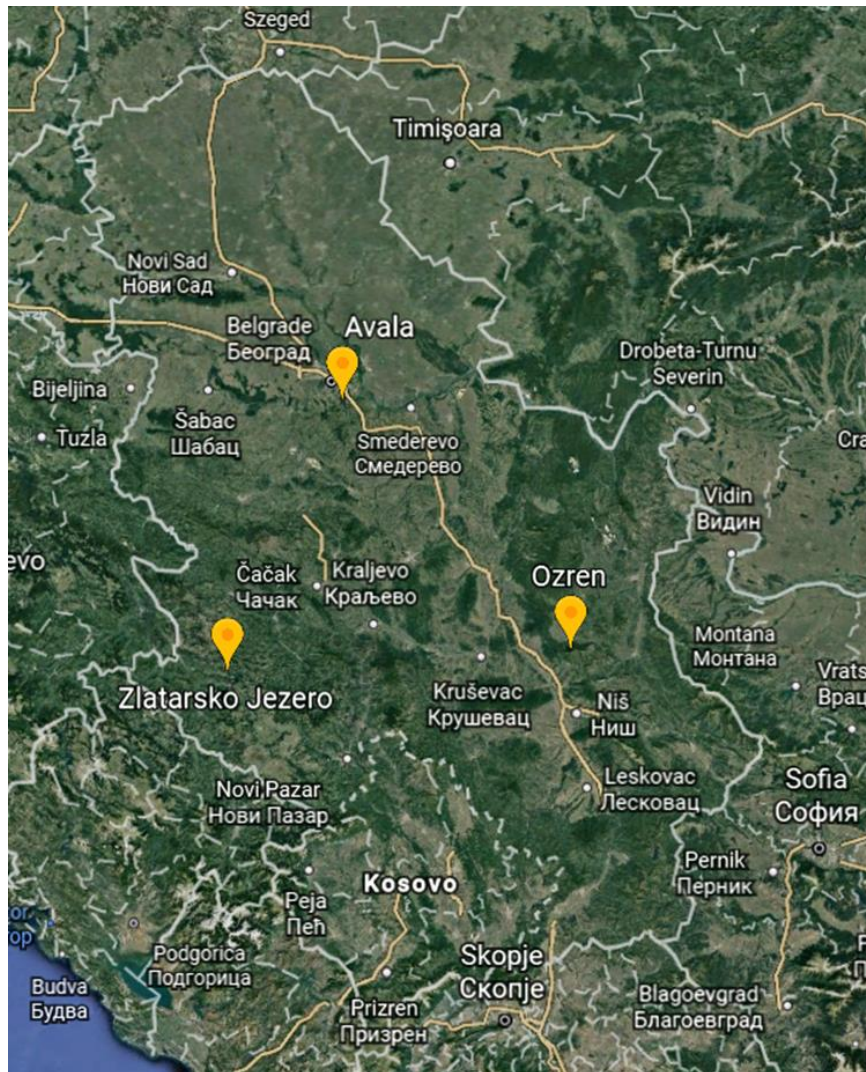 Szeged
Timișoara
Novi Sad
Нови Сад
Belgrade
Београд
Avala
Drobeta-Turnu
Severin
Bijeljina
Šabac
Шабац
Tuzla
Smederevo
Смедерево
Cra
Vidin
Видин
evo
Čačak
Чачак
Kraljevo
Краљево
Ozren
Montana
Монтана
Zlatarsko Jezero
Kruševac
Крушевац
Niš
Ниш
Vrats
Врац
Novi Pazar
Нови Пазар
Leskovac
Лесковац
Sofia
София
Kosovo
Peja
Пећ
Pernik
Перник
Podgorica
Подгорица
Skopje
Скопје
Budva
Будва
Prizren
Призрен
Blagoevgrad
Благоевград